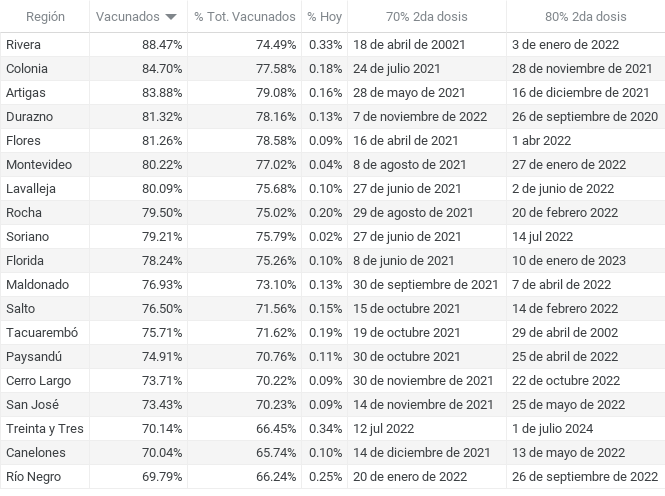 Región Vacunados % Tot. Vacunados % Hoy 70% 2da dosis 80% 2da dosis
Rivera 88.47% 74.49% 0.33% 18 de abril de 20021 3 de enero de 2022
Colonia 84.70% 77.58% 0.18% 24 de julio 2021 28 de noviembre de 2021
Artigas 83.88% 79.08% 0.16% 28 de mayo de 2021 16 de diciembre de 2021
Durazno 81.32% 78.16% 0.13% 7 de noviembre de 2022 26 de septiembre de 2020
Flores 81.26% 78.58% 0.09% 16 de abril de 2021 1 abr 2022
Montevideo 80.22% 77.02% 0.04% 8 de agosto de 2021 27 de enero de 2022
Lavalleja 80.09% 75.68% 0.10% 27 de junio de 2021 2 de junio de 2022
Rocha 79.50% 75.02% 0.20% 29 de agosto de 2021 20 de febrero 2022
Soriano 79.21% 75.79% 0.02% 27 de junio de 2021 14 jul 2022
Florida 78.24% 75.26% 0.10% 8 de junio de 2021 10 de enero de 2023
Maldonado 76.93% 73.10% 0.13% 30 de septiembre de 2021 7 de abril de 2022
Salto 76.50% 71.56% 0.15% 15 de octubre 2021 14 de febrero 2022
Tacuarembó 75.71% 71.62% 0.19% 19 de octubre 2021 29 de abril de 2002
Paysandú 74.91% 70.76% 0.11% 30 de octubre 2021 25 de abril de 2022
Cerro Largo 73.71% 70.22% 0.09% 30 de noviembre de 2021 22 de octubre 2022
San José 73.43% 70.23% 0.09% 14 de noviembre de 2021 25 de mayo de 2022
Treinta y Tres 70.14% 66.45% 0.34% 12 jul 2022 1 de julio 2024
Canelones 70.04% 65.74% 0.10% 14 de diciembre de 2021 13 de mayo de 2022
Río Negro 69.79% 66.24% 0.25% 20 de enero de 2022 26 de septiembre de 2022